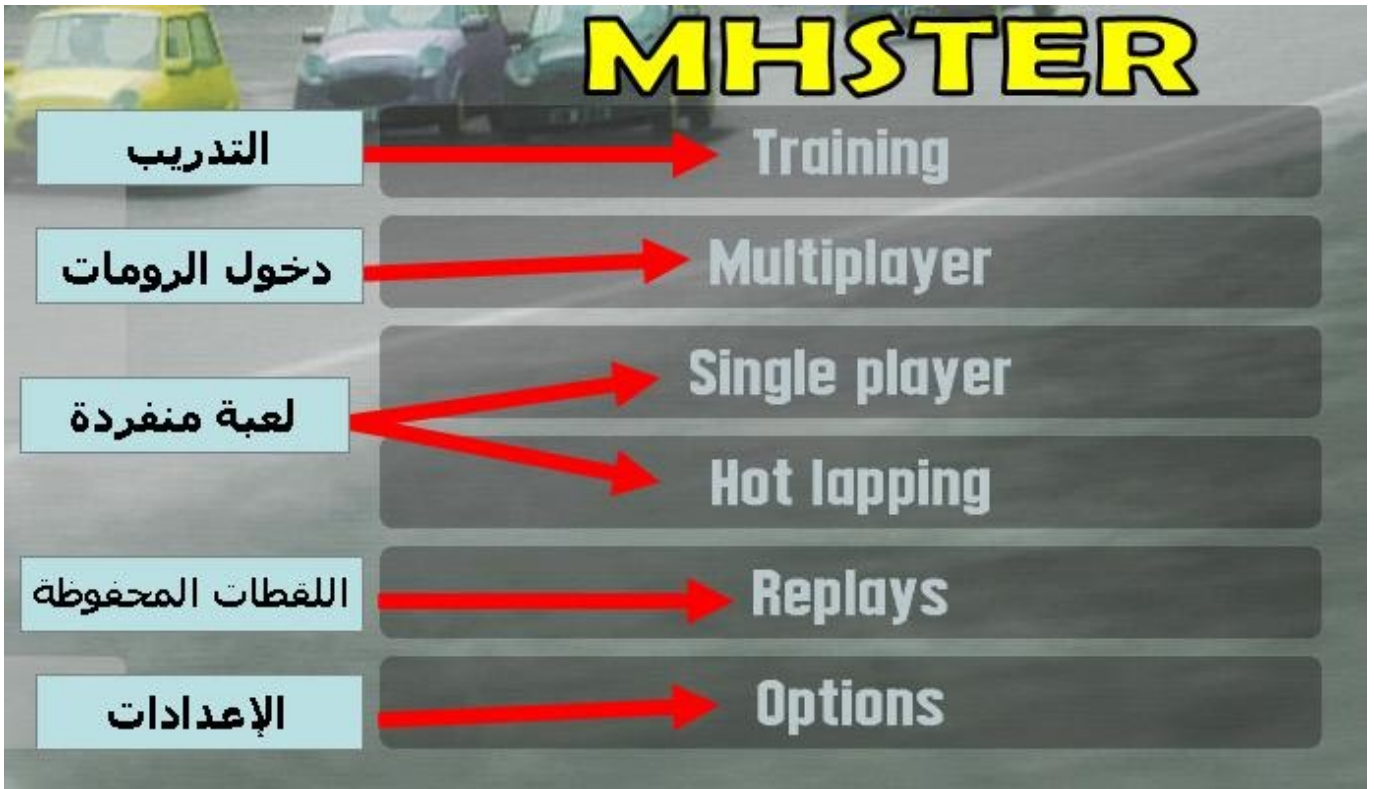 MHSTER
التدريب
Training
دخول الرومات
Multiplayer
لعبة منفردة
Single player
Hot lapping
اللقطات المحفوظة
Replays
الإعدادات
Options